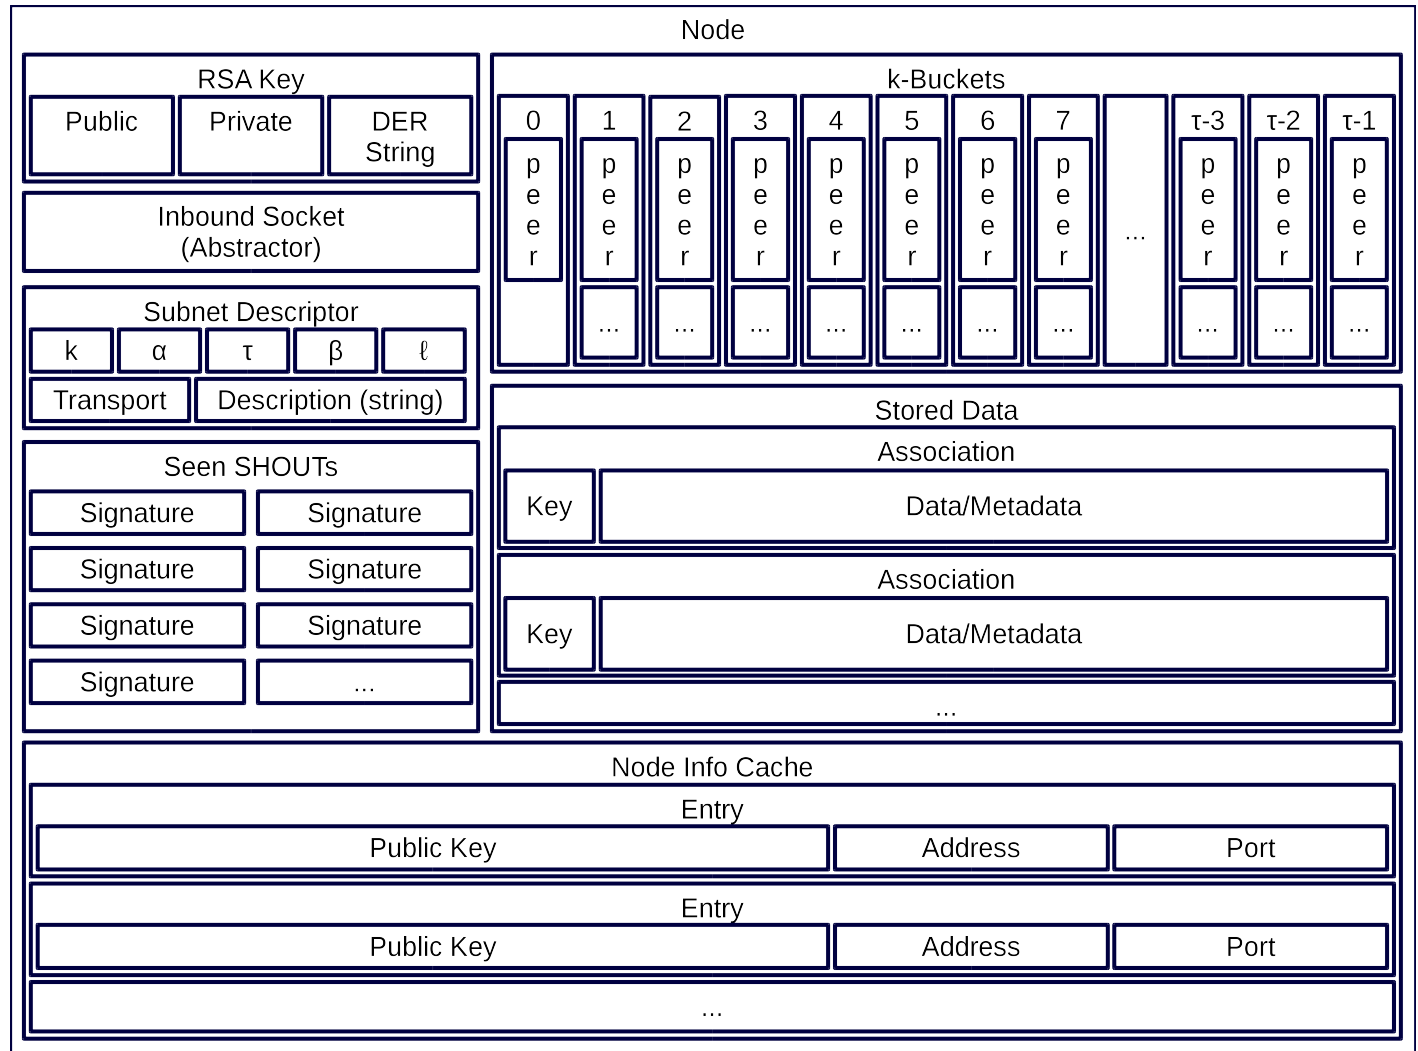 Node
RSA Key
Public Private DER
String
Inbound Socket
(Abstractor)
Subnet Descriptor
k α τ β ℓ
Transport Description (string)
Seen SHOUTs
Signature Signature
Signature Signature
Signature Signature
Signature ...
k-Buckets
0 1 2 3 4 5 6 7 ... τ-3 τ-2 τ-1
p p p p p p p p p p p
e e e e e e e e e e e
e e e e e e e e e e e
r r r r r r r r r r r
... ... ... ... ... ... ... ... ... ...
Stored Data
Association
Key Data/Metadata
Association
Key Data/Metadata
...
Node Info Cache
Entry
Public Key Address Port
Entry
Public Key Address Port
...